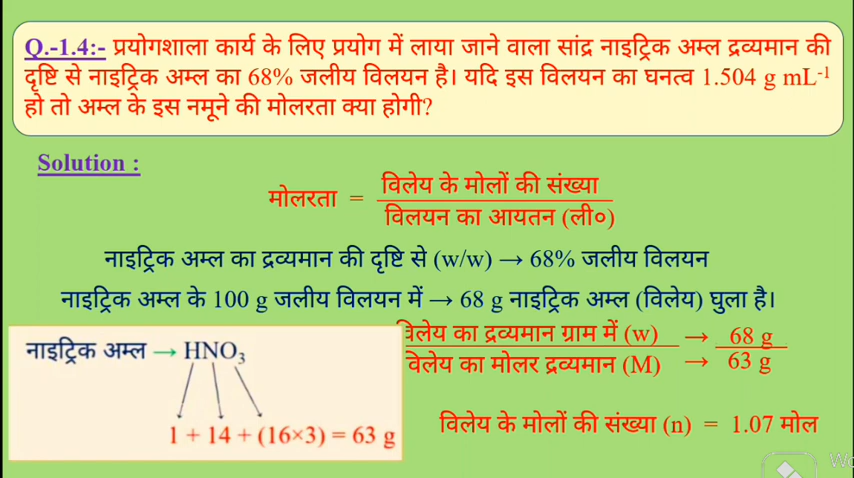 Q.-1.4:- प्रयोगशाला कार्य के लिए प्रयोग में लाया जाने वाला सांद्र नाइट्रिक अम्ल द्रव्यमान की
दृष्टि से नाइट्रिक अम्ल का 68% जलीय विलयन है। यदि इस विलयन का घनत्व 1.504 g mL⁻¹
हो तो अम्ल के इस नमूने की मोलरता क्या होगी?
Solution :
मोलरता = विलेय के मोलों की संख्या
विलयन का आयतन (ली०)
नाइट्रिक अम्ल का द्रव्यमान की दृष्टि से (w/w) → 68% जलीय विलयन
नाइट्रिक अम्ल के 100 g जलीय विलयन में → 68 g नाइट्रिक अम्ल (विलेय) घुला है।
विलेय का द्रव्यमान ग्राम में (w) → 68 g
विलेय का मोलर द्रव्यमान (M) → 63 g
नाइट्रिक अम्ल → HNO₃
1 + 14 + (16×3) = 63 g
विलेय के मोलों की संख्या (n) = 1.07 मोल